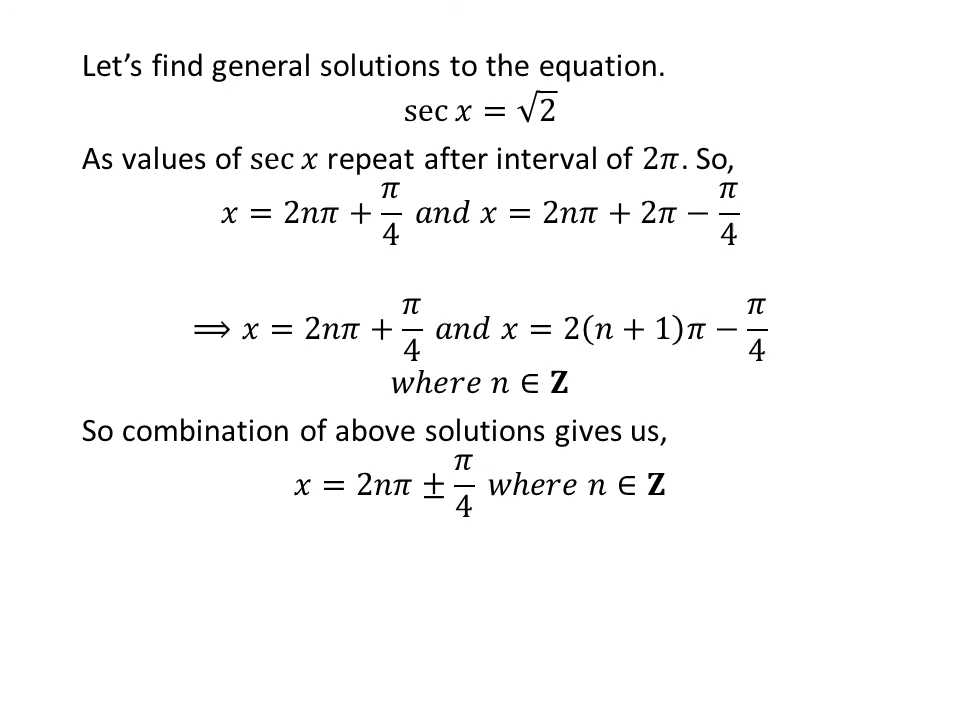 Let’s find general solutions to the equation.
sec 𝑥 = √2
As values of sec 𝑥 repeat after interval of 2𝜋. So,
𝑥 = 2𝑛𝜋 + 𝜋/4 𝑎𝑛𝑑 𝑥 = 2𝑛𝜋 + 2𝜋 − 𝜋/4
⟹ 𝑥 = 2𝑛𝜋 + 𝜋/4 𝑎𝑛𝑑 𝑥 = 2(𝑛 + 1)𝜋 − 𝜋/4
𝑤ℎ𝑒𝑟𝑒 𝑛 ∈ 𝐙
So combination of above solutions gives us,
𝑥 = 2𝑛𝜋 ± 𝜋/4 𝑤ℎ𝑒𝑟𝑒 𝑛 ∈ 𝐙